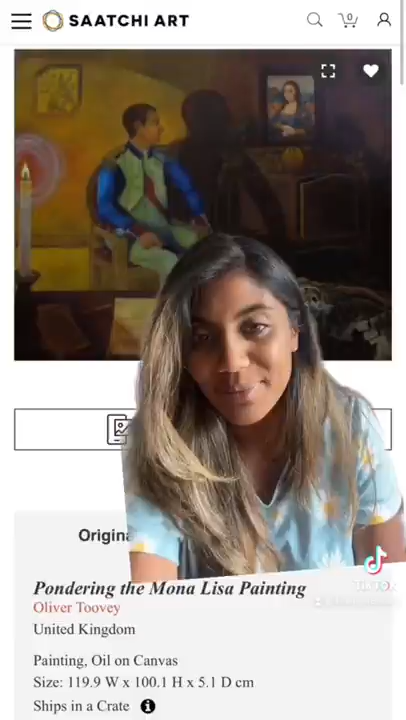 SAATCHI ART
0
Origina
Pondering the Mona Lisa Painting
Oliver Toovey
United Kingdom
Painting, Oil on Canvas
Size: 119.9 W x 100.1 H x 5.1 D cm
Ships in a Crate
TikTok